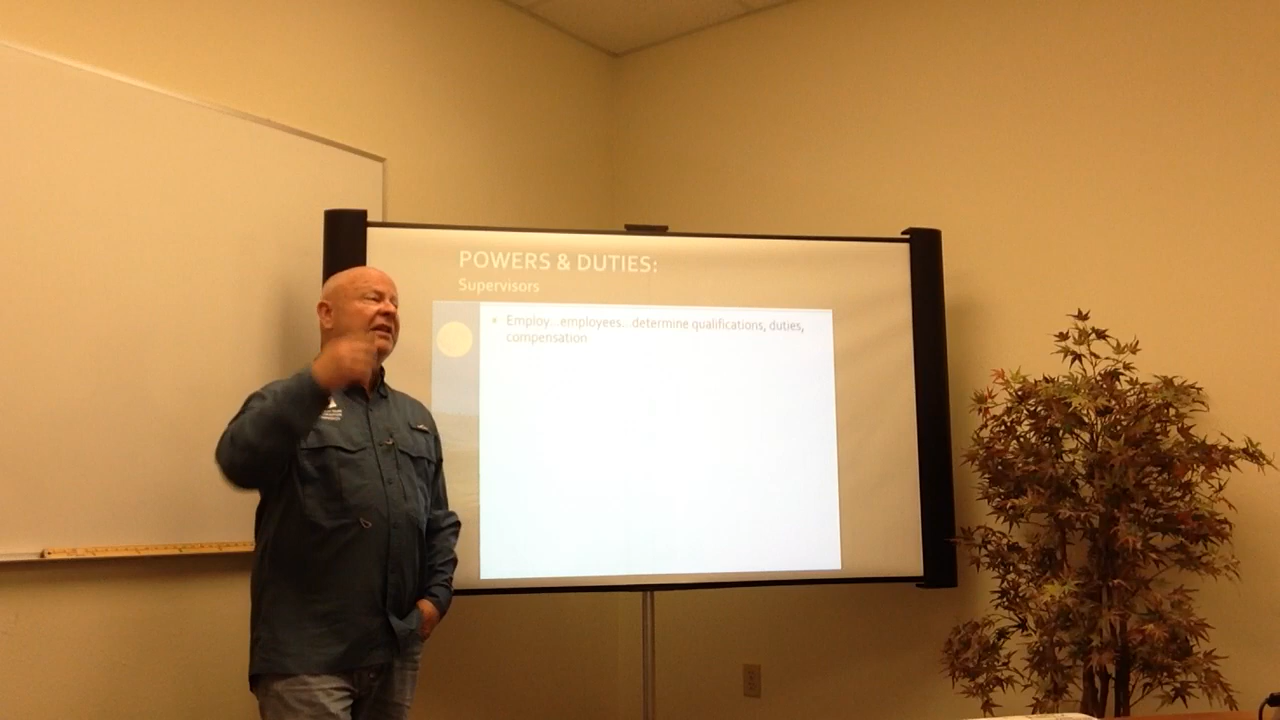 POWERS & DUTIES:
Supervisors
Employ...employees...determine qualifications, duties,
compensation